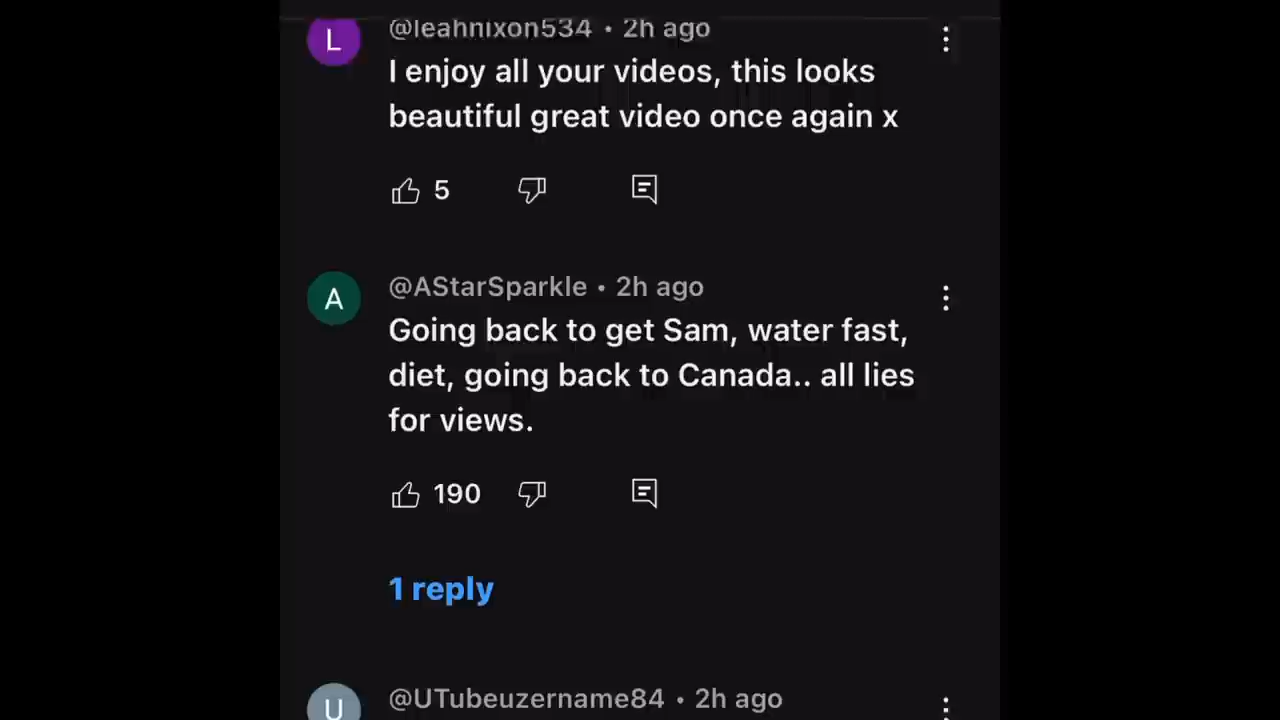 L
@leahnixon534 • 2h ago
I enjoy all your videos, this looks
beautiful great video once again x
5
A
@AStarSparkle • 2h ago
Going back to get Sam, water fast,
diet, going back to Canada.. all lies
for views.
190
1 reply
U
@UTubeuzername84 • 2h ago